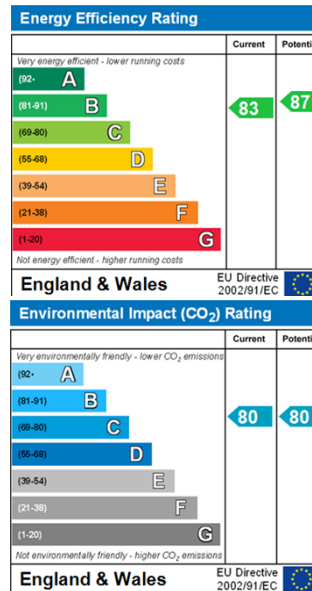 Energy Efficiency Rating
Current Potenti
Very energy efficient - lower running costs
(92- A
(81-91) B
83 87
(69-80) C
(55-68) D
(39-54) E
(21-38) F
(1-20) G
Not energy efficient - higher running costs
England & Wales
EU Directive
2002/91/EC
Environmental Impact (CO₂) Rating
Current Potenti
Very environmentally friendly - lower CO₂ emissions
(92- A
(81-91) B
(69-80) C
80 80
(55-68) D
(39-54) E
(21-38) F
(1-20) G
Not environmentally friendly - higher CO₂ emissions
England & Wales
EU Directive
2002/91/EC